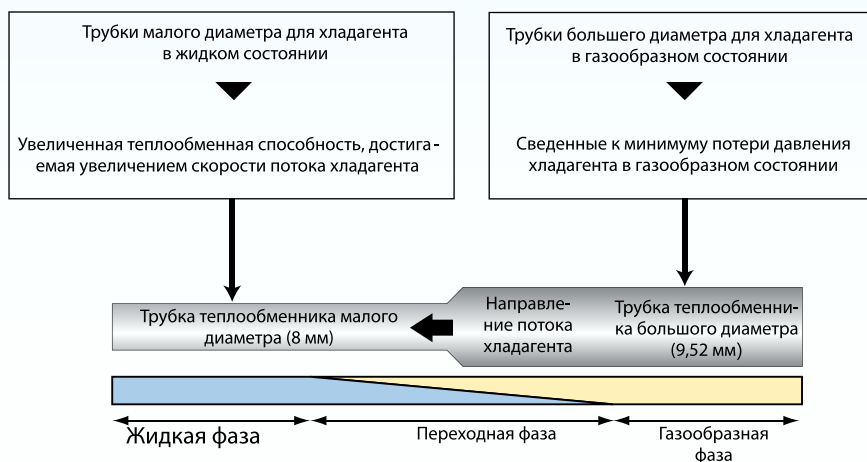 Трубки малого диаметра для хладагента
в жидком состоянии
Увеличенная теплообменная способность, достига-
емая увеличением скорости потока хладагента
Трубки большего диаметра для хладагента
в газообразном состоянии
Сведенные к минимуму потери давления
хладагента в газообразном состоянии
Трубка теплообменника малого
диаметра (8 мм)
Направле-
ние потока
хладагента
Трубка теплообменни-
ка большого диаметра
(9,52 мм)
Жидкая фаза
Переходная фаза
Газообразная
фаза